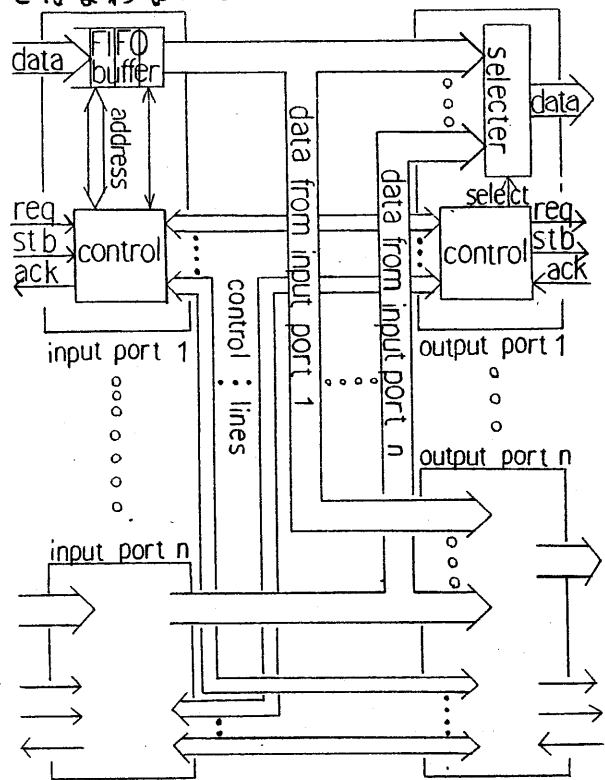 data
FIFO
buffer
address
req
stb
ack
control
input port 1
control lines
data from input port 1
data from input port n
selecter
data
select
control
req
stb
ack
output port 1
input port n
output port n